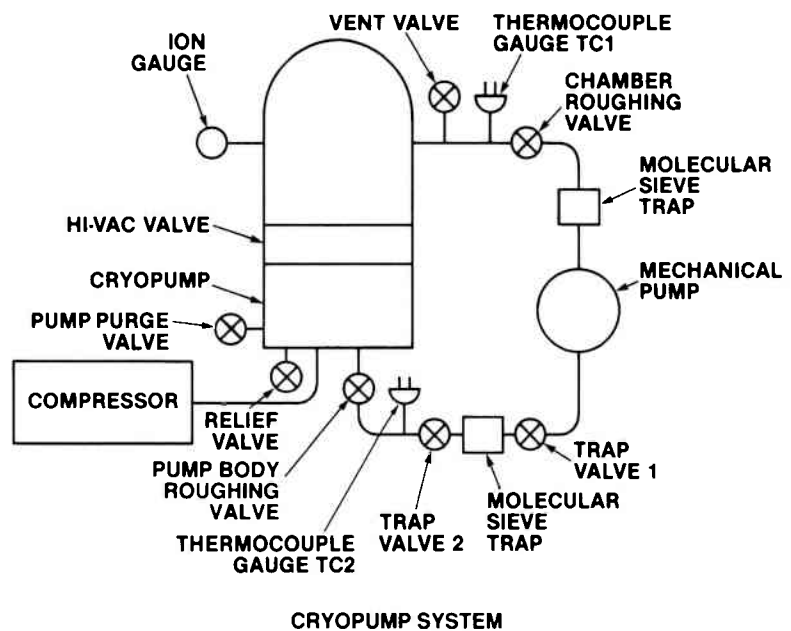 VENT VALVE
THERMOCOUPLE
GAUGE TC1
ION
GAUGE
CHAMBER
ROUGHING
VALVE
MOLECULAR
SIEVE
TRAP
HI-VAC VALVE
CRYOPUMP
MECHANICAL
PUMP
PUMP PURGE
VALVE
COMPRESSOR
RELIEF
VALVE
PUMP BODY
ROUGHING
VALVE
THERMOCOUPLE
GAUGE TC2
TRAP
VALVE 2
MOLECULAR
SIEVE
TRAP
TRAP
VALVE 1
CRYOPUMP SYSTEM